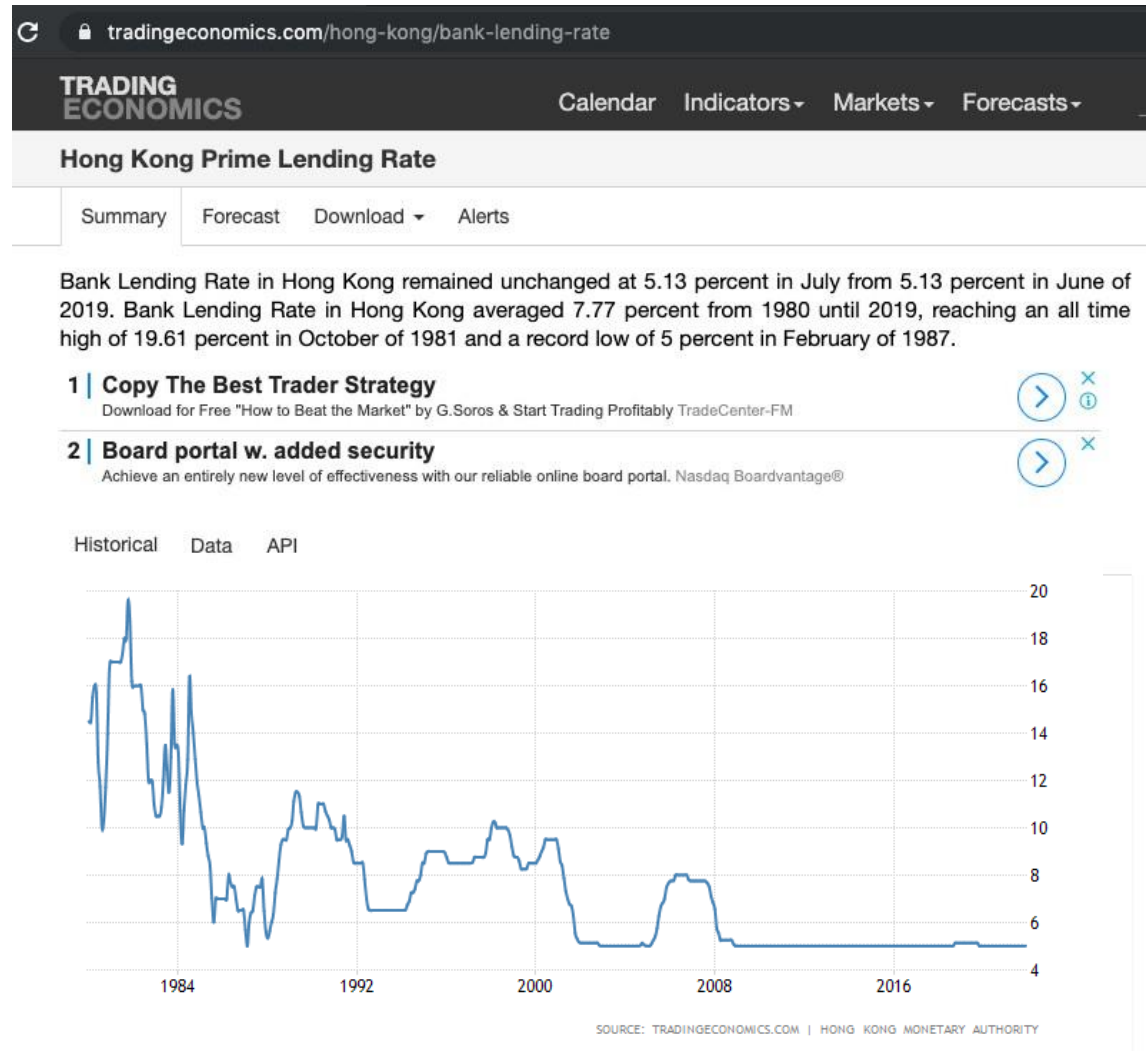 tradingeconomics.com/hong-kong/bank-lending-rate
TRADING
ECONOMICS
Calendar Indicators Markets Forecasts
Hong Kong Prime Lending Rate
Summary Forecast Download Alerts
Bank Lending Rate in Hong Kong remained unchanged at 5.13 percent in July from 5.13 percent in June of
2019. Bank Lending Rate in Hong Kong averaged 7.77 percent from 1980 until 2019, reaching an all time
high of 19.61 percent in October of 1981 and a record low of 5 percent in February of 1987.
1 Copy The Best Trader Strategy
Download for Free "How to Beat the Market" by G.Soros & Start Trading Profitably TradeCenter-FM
2 Board portal w. added security
Achieve an entirely new level of effectiveness with our reliable online board portal. Nasdaq Boardvantage®
Historical Data API
20
18
16
14
12
10
8
6
4
1984 1992 2000 2008 2016
SOURCE: TRADINGECONOMICS.COM | HONG KONG MONETARY AUTHORITY